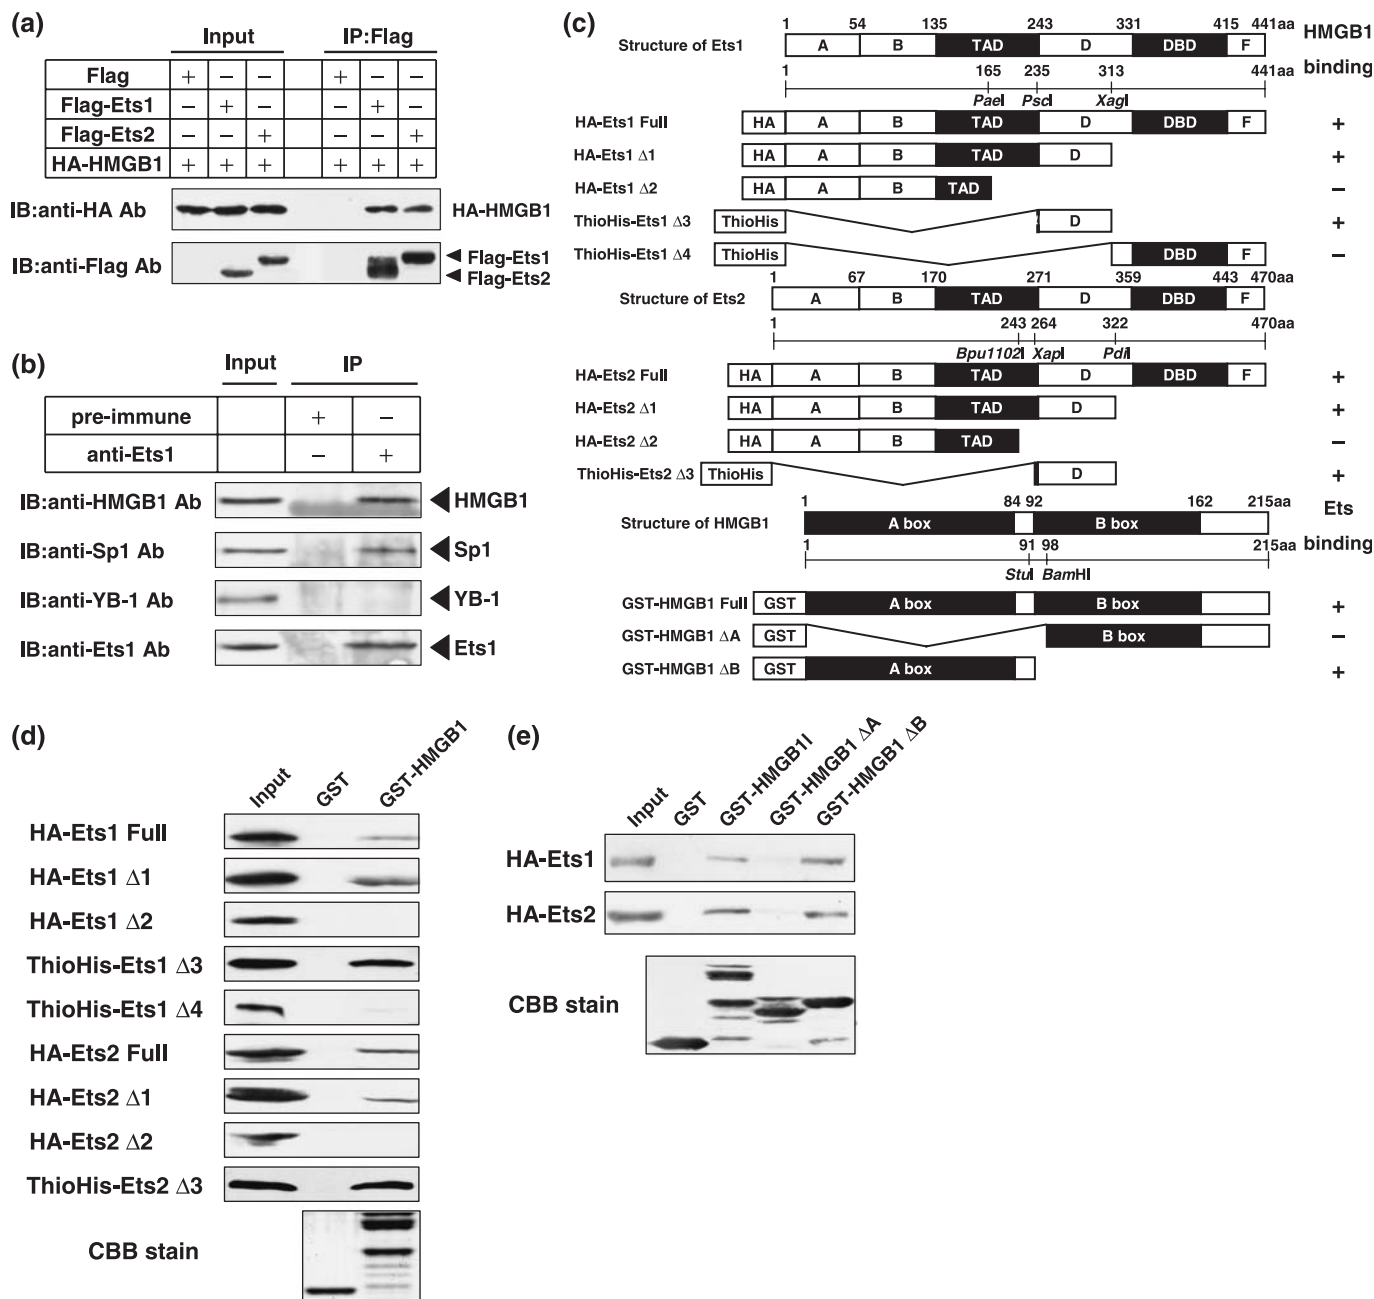 (a)
Input IP:Flag
Flag + − − + − −
Flag-Ets1 − + − − + −
Flag-Ets2 − − + − − +
HA-HMGB1 + + + + + +
IB:anti-HA Ab HA-HMGB1
IB:anti-Flag Ab Flag-Ets1
Flag-Ets2
(b)
Input IP
pre-immune + −
anti-Ets1 − +
IB:anti-HMGB1 Ab HMGB1
IB:anti-Sp1 Ab Sp1
IB:anti-YB-1 Ab YB-1
IB:anti-Ets1 Ab Ets1
(c)
1 54 135 243 331 415 441aa HMGB1
Structure of Ets1 A B TAD D DBD F
binding
1 165 235 313 441aa
PaeI PscI XagI
HA-Ets1 Full HA A B TAD D DBD F +
HA-Ets1 Δ1 HA A B TAD D +
HA-Ets1 Δ2 HA A B TAD −
ThioHis-Ets1 Δ3 ThioHis D +
ThioHis-Ets1 Δ4 ThioHis DBD F −
1 67 170 271 359 443 470aa
Structure of Ets2 A B TAD D DBD F
1 243 264 322 470aa
Bpu1102I XapI PdiI
HA-Ets2 Full HA A B TAD D DBD F +
HA-Ets2 Δ1 HA A B TAD D +
HA-Ets2 Δ2 HA A B TAD −
ThioHis-Ets2 Δ3 ThioHis D +
1 84 92 162 215aa Ets
Structure of HMGB1 A box B box
binding
1 91 98 215aa
StuI BamHI
GST-HMGB1 Full GST A box B box +
GST-HMGB1 ΔA GST B box −
GST-HMGB1 ΔB GST A box +
(d)
Input GST GST-HMGB1
HA-Ets1 Full
HA-Ets1 Δ1
HA-Ets1 Δ2
ThioHis-Ets1 Δ3
ThioHis-Ets1 Δ4
HA-Ets2 Full
HA-Ets2 Δ1
HA-Ets2 Δ2
ThioHis-Ets2 Δ3
CBB stain
(e)
Input GST GST-HMGB1I GST-HMGB1 ΔA GST-HMGB1 ΔB
HA-Ets1
HA-Ets2
CBB stain